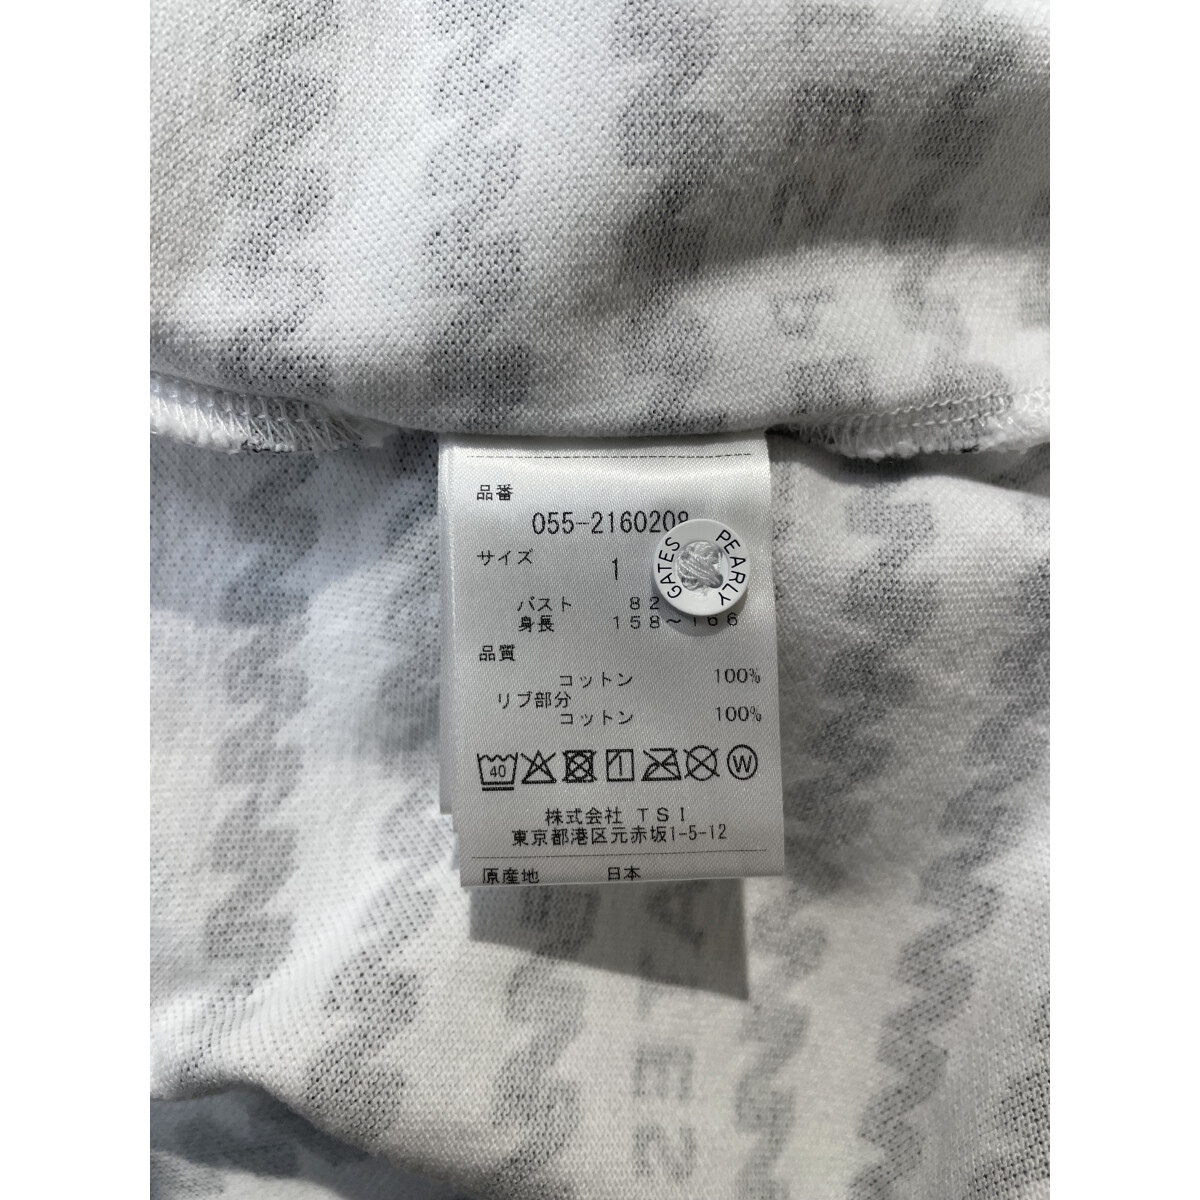 品番
055-2160208
サイズ
1
バスト 82
身長 158～166
品質
コットン 100%
リブ部分
コットン 100%
40
W
株式会社 TSI
東京都港区元赤坂1-5-12
原産地 日本
PEARLY GATES